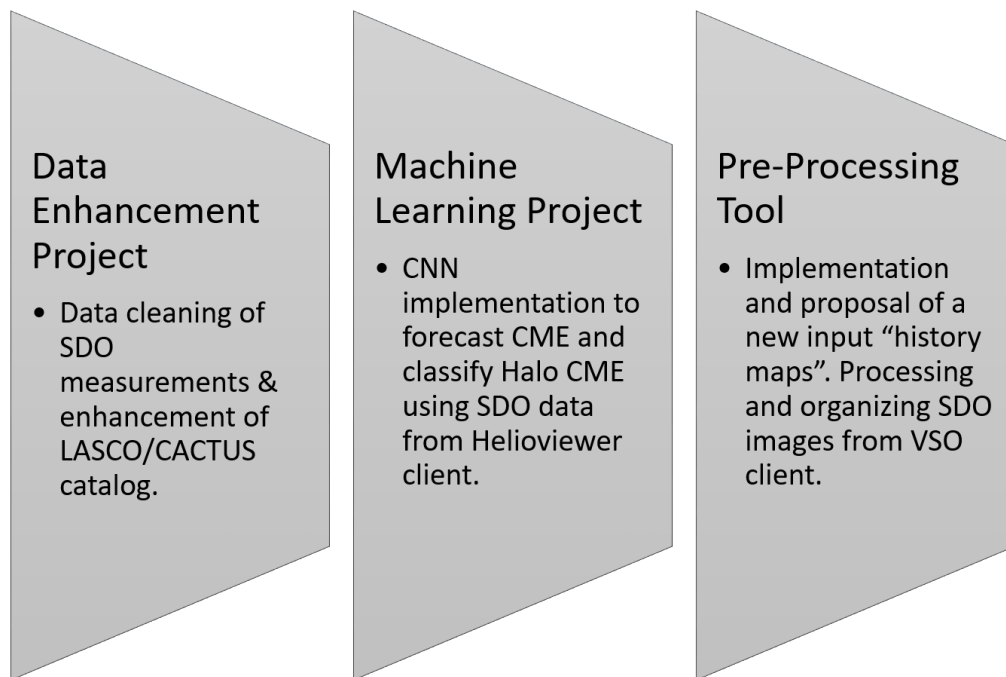 Data
Enhancement
Project
• Data cleaning of
SDO
measurements &
enhancement of
LASCO/CACTUS
catalog.
Machine
Learning Project
• CNN
implementation to
forecast CME and
classify Halo CME
using SDO data
from Helioviewer
client.
Pre-Processing
Tool
• Implementation
and proposal of a
new input “history
maps”. Processing
and organizing SDO
images from VSO
client.